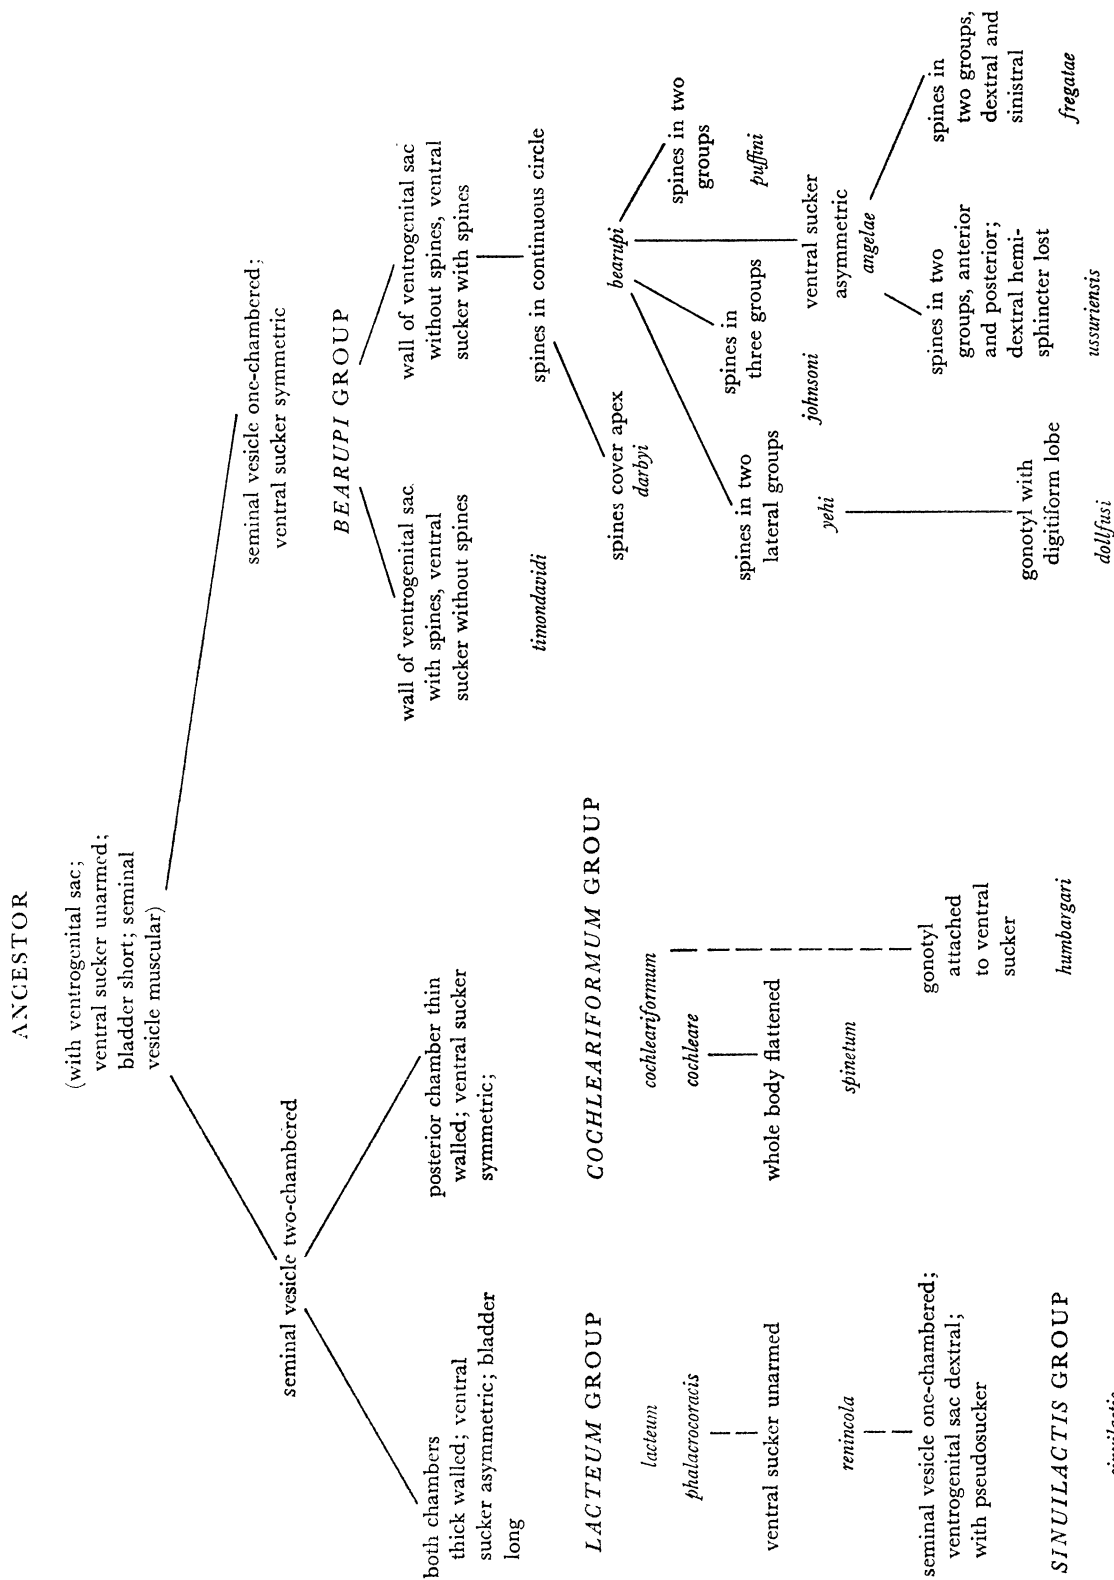 ANCESTOR
(with ventrogenital sac;
ventral sucker unarmed;
bladder short; seminal
vesicle muscular)
seminal vesicle two-chambered
seminal vesicle one-chambered;
ventral sucker symmetric
both chambers
thick walled; ventral
sucker asymmetric; bladder
long
posterior chamber thin
walled; ventral sucker
symmetric;
BEARUPI GROUP
wall of ventrogenital sac
with spines, ventral
sucker without spines
timondavidi
wall of ventrogenital sac
without spines, ventral
sucker with spines
spines in continuous circle
LACTEUM GROUP
lacteum
phalacrocoracis
ventral sucker unarmed
renincola
seminal vesicle one-chambered;
ventrogenital sac dextral;
with pseudosucker
SINUILACTIS GROUP
COCHLEARIFORMUM GROUP
cochleariformum
cochleare
whole body flattened
spinetum
gonotyl
attached
to ventral
sucker
humbargari
spines cover apex
darbyi
bearupi
spines in two
lateral groups
yehi
gonotyl with
digitiform lobe
dollfusi
spines in
three groups
johnsoni
spines in two
groups
puffini
ventral sucker
asymmetric
angelae
spines in two
groups, anterior
and posterior;
dextral hemi-
sphincter lost
ussuriensis
spines in
two groups,
dextral and
sinistral
fregatae